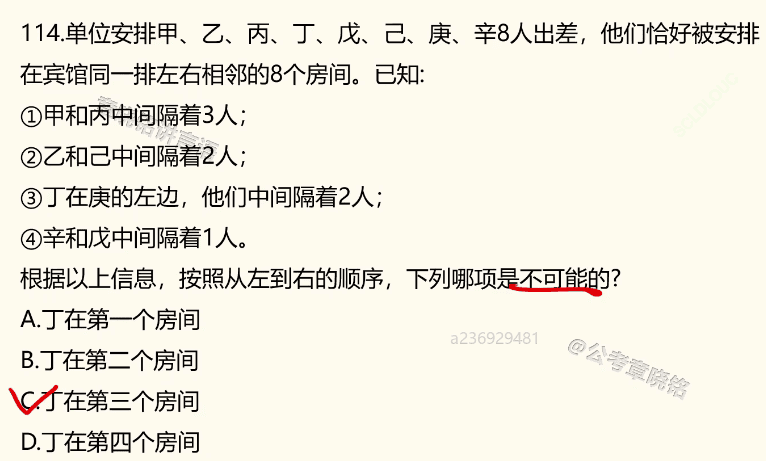 114.单位安排甲、乙、丙、丁、戊、己、庚、辛8人出差，他们恰好被安排
在宾馆同一排左右相邻的8个房间。已知:
①甲和丙中间隔着3人；
②乙和己中间隔着2人；
③丁在庚的左边，他们中间隔着2人；
④辛和戊中间隔着1人。
根据以上信息，按照从左到右的顺序，下列哪项是不可能的?
A.丁在第一个房间
B.丁在第二个房间
a236929481
@公考章晓铭
C.丁在第三个房间
D.丁在第四个房间